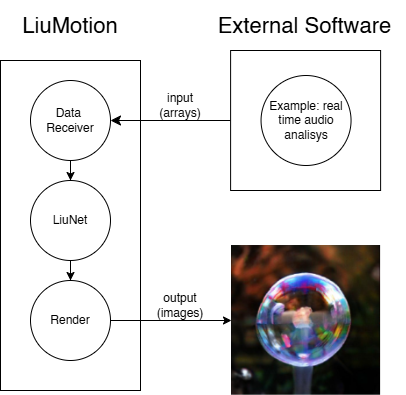 LiuMotion
External Software
Data
Receiver
input
(arrays)
Example: real
time audio
analisys
LiuNet
Render
output
(images)